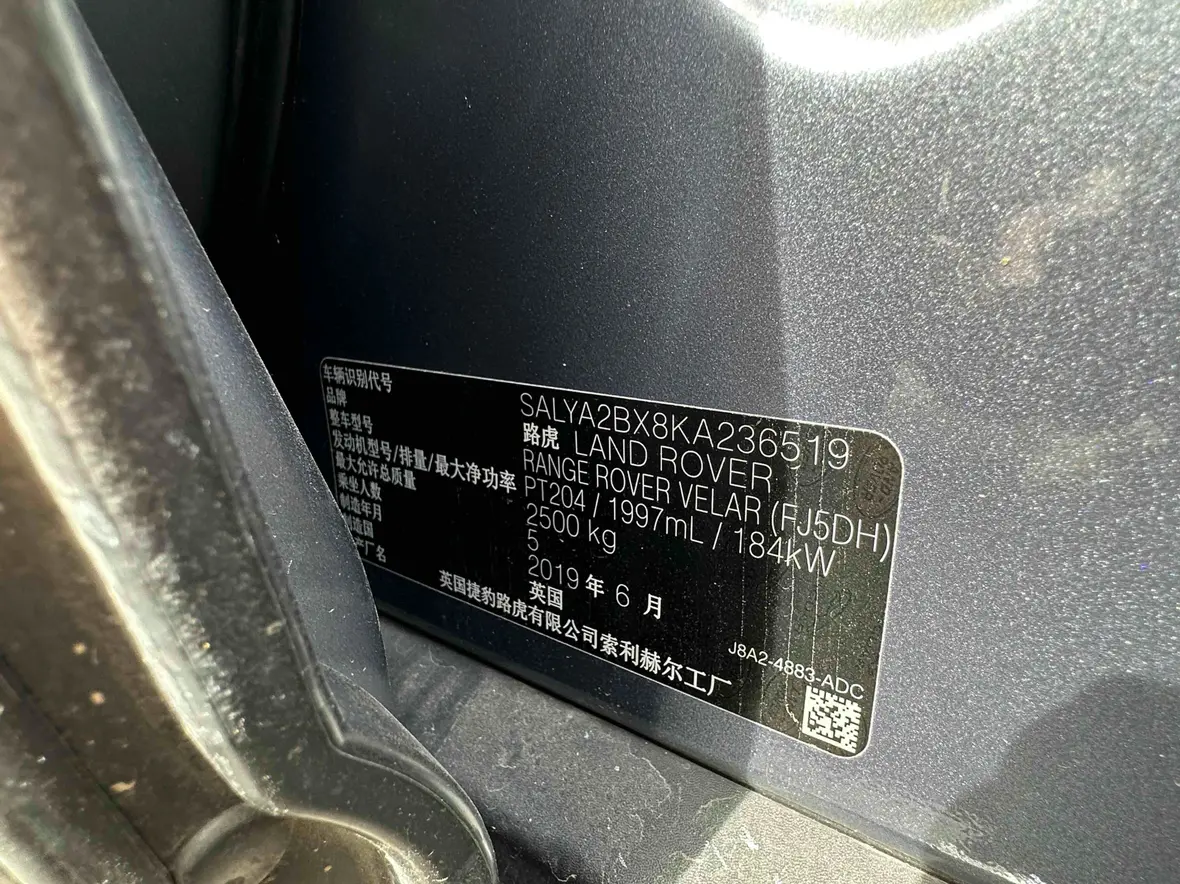 车辆识别代号 SALYA2BX8KA236519
品牌 路虎 LAND ROVER
整车型号 RANGE ROVER VELAR (FJ5DH)
发动机型号/排量/最大净功率 PT204 / 1997mL / 184kW
最大允许总质量 2500 kg
乘坐人数 5
制造年月 2019 年 6 月
造国 英国
厂名 英国捷豹路虎有限公司索利赫尔工厂
J8A2-4883-ADC